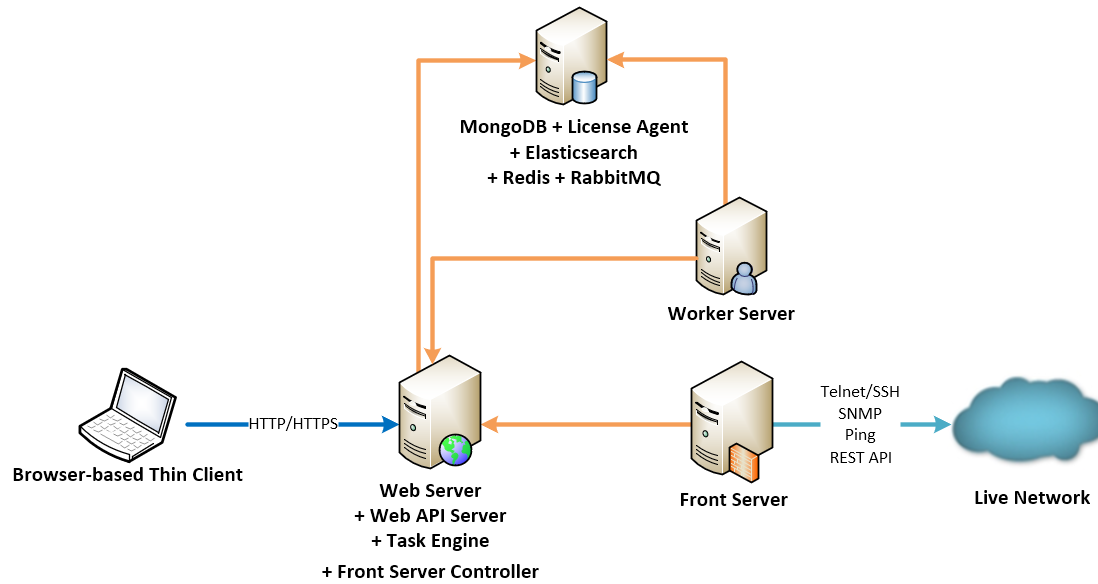 MongoDB + License Agent
+ Elasticsearch
+ Redis + RabbitMQ
Worker Server
Telnet/SSH
SNMP
Ping
REST API
HTTP/HTTPS
Browser-based Thin Client
Web Server
+ Web API Server
+ Task Engine
+ Front Server Controller
Front Server
Live Network